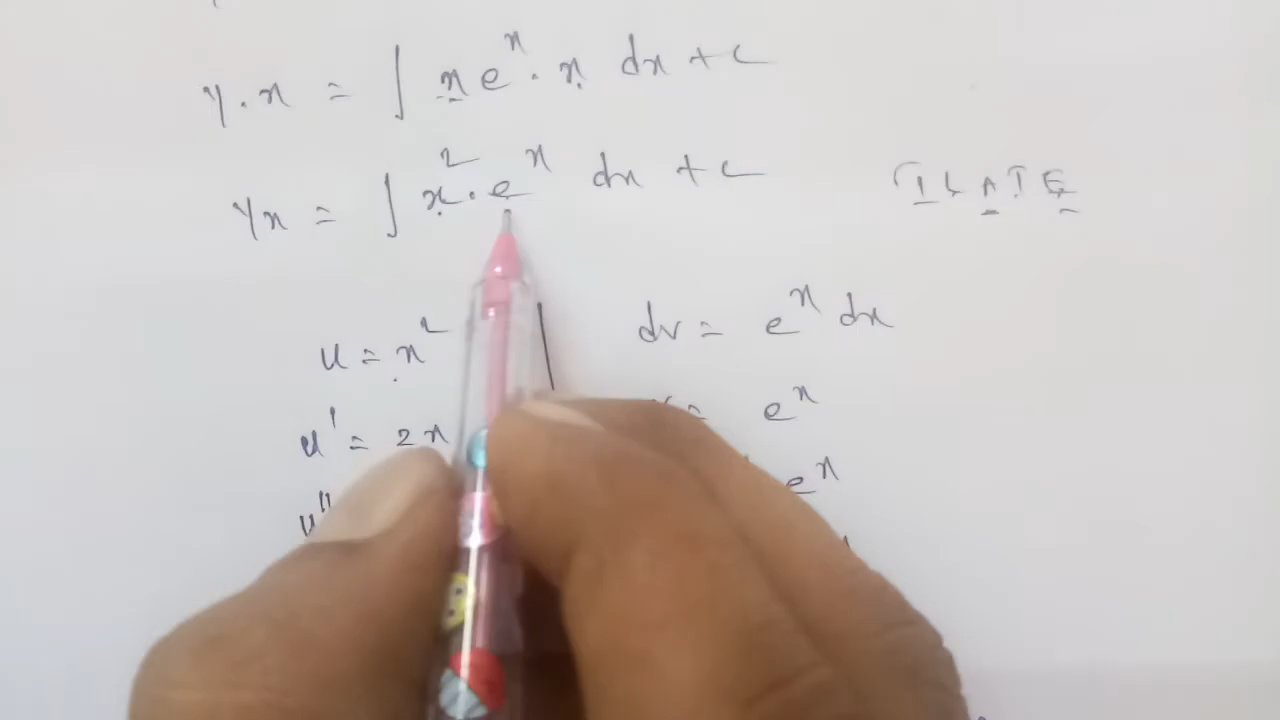 y.x = ∫ x e^x . x dx + c
yx = ∫ x^2 . e^x dx + c
ILATE
u = x^2
dv = e^x dx
u' = 2x
= e^x
u''
e^x